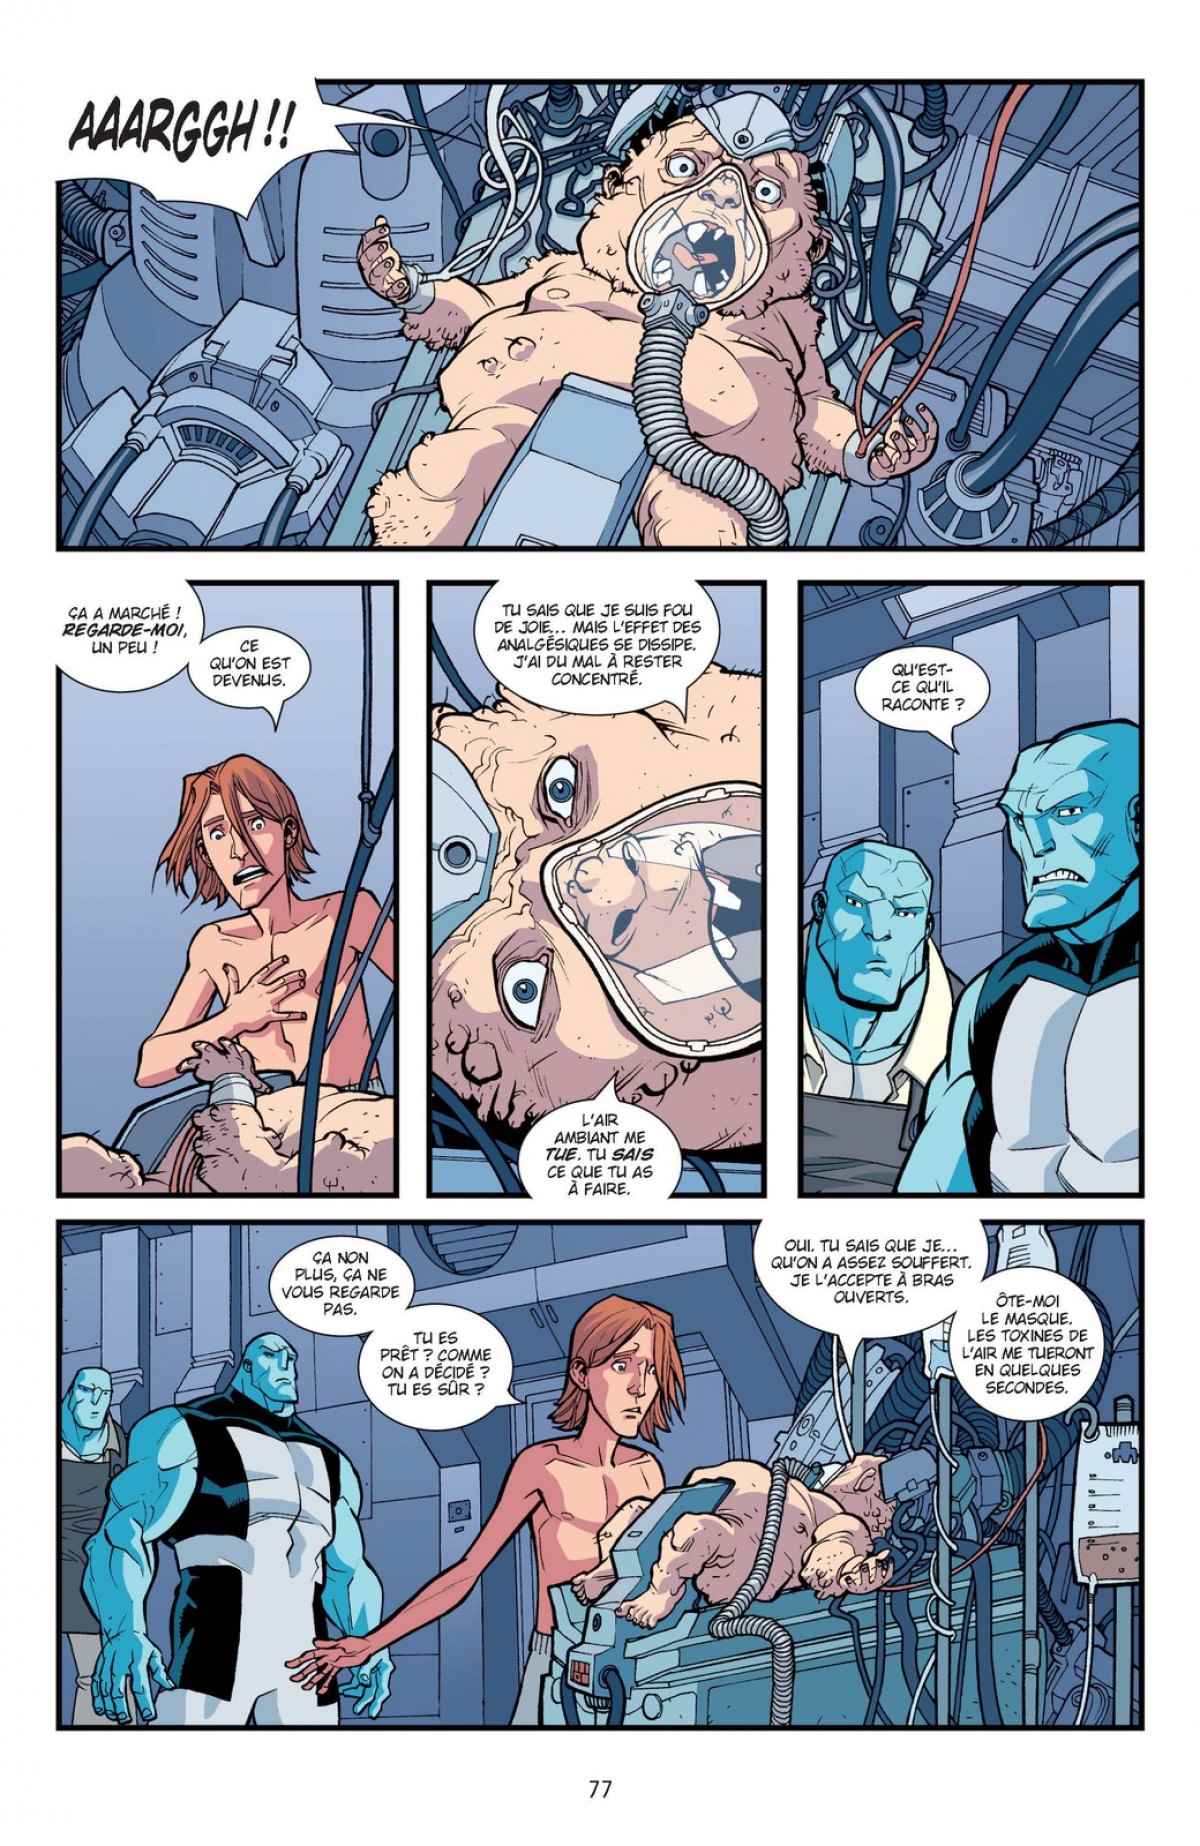 AAARGGH !!
ÇA A MARCHÉ !
REGARDE-MOI,
UN PEU !
CE
QU'ON EST
DEVENUS.
TU SAIS QUE JE SUIS FOU
DE JOIE... MAIS L'EFFET DES
ANALGÉSIQUES SE DISSIPE.
J'AI DU MAL À RESTER
CONCENTRÉ.
L'AIR
AMBIANT ME
TUE. TU SAIS
CE QUE TU AS
À FAIRE.
QU'EST-
CE QU'IL
RACONTE ?
ÇA NON
PLUS, ÇA NE
VOUS REGARDE
PAS.
TU ES
PRÊT ? COMME
ON A DÉCIDÉ ?
TU ES SÛR ?
OUI. TU SAIS QUE JE...
QU'ON A ASSEZ SOUFFERT.
JE L'ACCEPTE À BRAS
OUVERTS.
ÔTE-MOI
LE MASQUE.
LES TOXINES DE
L'AIR ME TUERONT
EN QUELQUES
SECONDES.
77